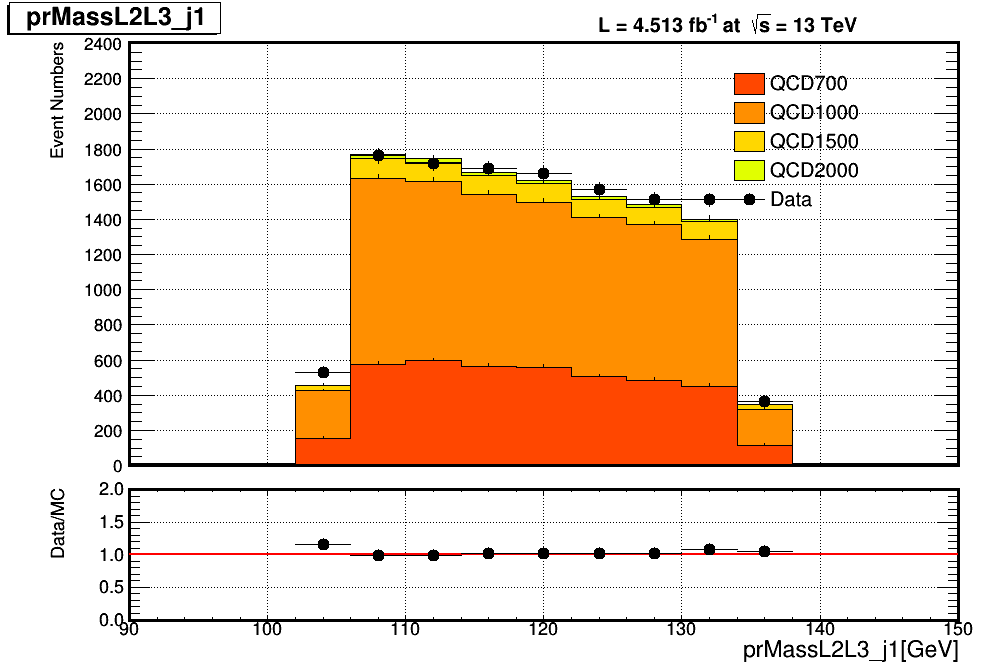 prMassL2L3_j1
L = 4.513 fb-1 at √s = 13 TeV
Event Numbers
2400
2200
2000
1800
1600
1400
1200
1000
800
600
400
200
0
QCD700
QCD1000
QCD1500
QCD2000
Data
Data/MC
2.0
1.5
1.0
0.5
0.0
90 100 110 120 130 140 150
prMassL2L3_j1[GeV]